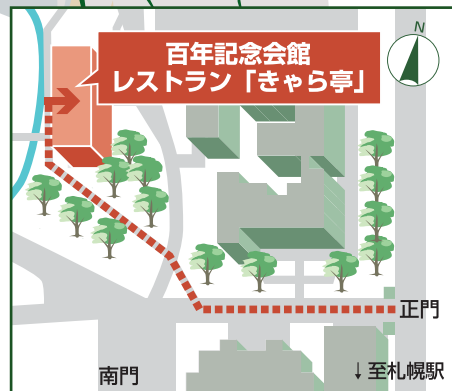 百年記念会館
レストラン「きゃら亭」
N
正門
南門
↓至札幌駅